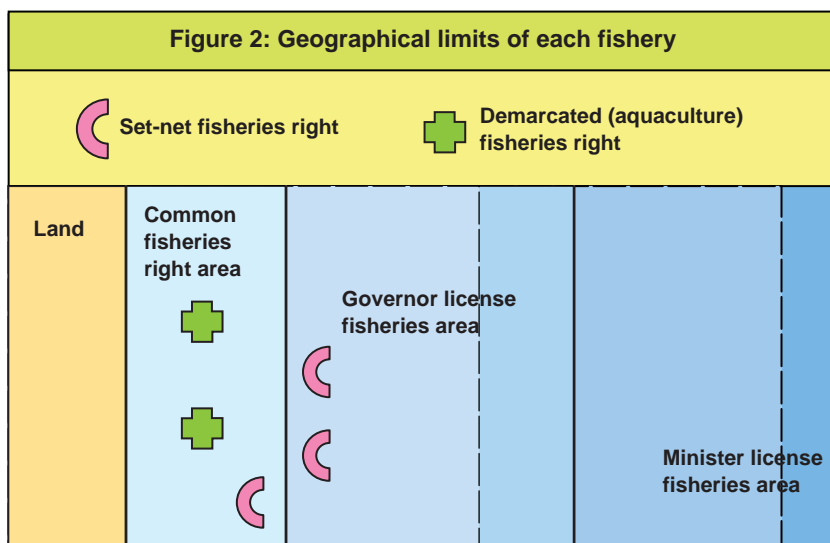 Figure 2: Geographical limits of each fishery
Set-net fisheries right
Demarcated (aquaculture)
fisheries right
Land
Common
fisheries
right area
Governor license
fisheries area
Minister license
fisheries area